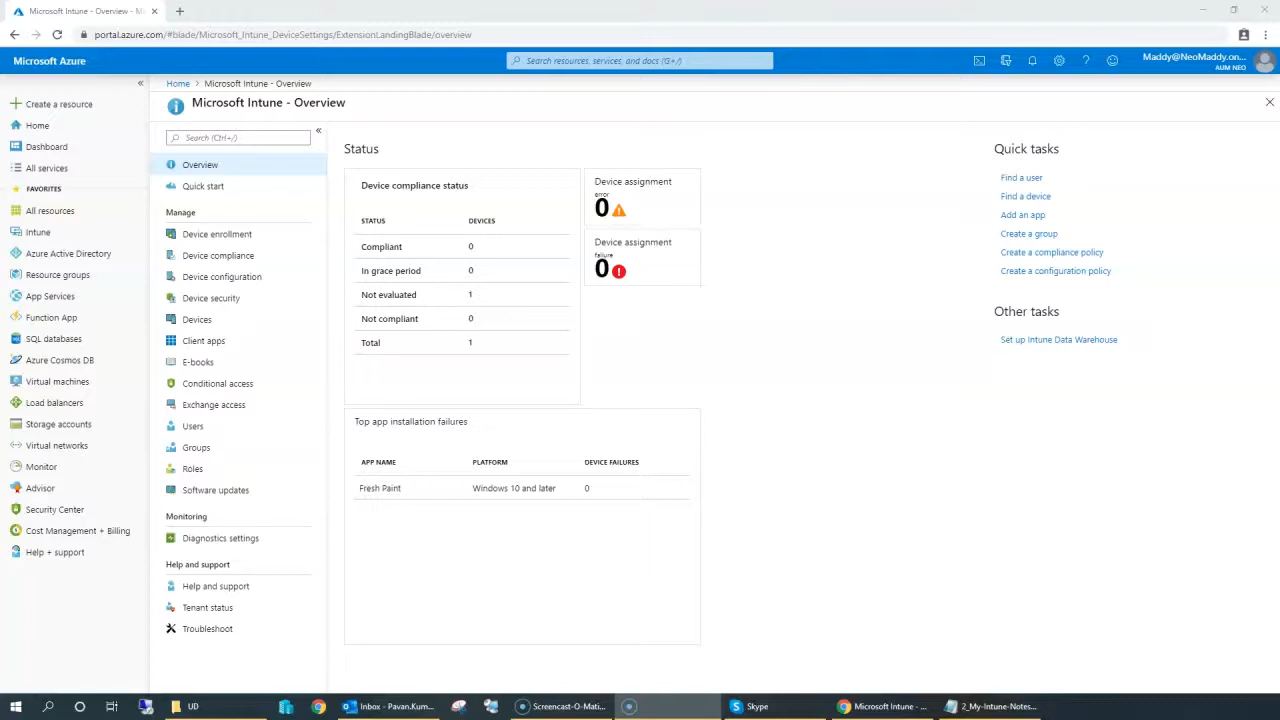 Microsoft Intune - Overview - Mi
portal.azure.com/#blade/Microsoft_Intune_DeviceSettings/ExtensionLandingBlade/overview
Microsoft Azure
Search resources, services, and docs (G+/)
Maddy@NeoMaddy.on...
AUM NEO
Create a resource
Home
Dashboard
All services
FAVORITES
All resources
Intune
Azure Active Directory
Resource groups
App Services
Function App
SQL databases
Azure Cosmos DB
Virtual machines
Load balancers
Storage accounts
Virtual networks
Monitor
Advisor
Security Center
Cost Management + Billing
Help + support
Home > Microsoft Intune - Overview
Microsoft Intune - Overview
Search (Ctrl+/)
Overview
Quick start
Manage
Device enrollment
Device compliance
Device configuration
Device security
Devices
Client apps
E-books
Conditional access
Exchange access
Users
Groups
Roles
Software updates
Monitoring
Diagnostics settings
Help and support
Help and support
Tenant status
Troubleshoot
Status
Device compliance status
STATUS DEVICES
Compliant 0
In grace period 0
Not evaluated 1
Not compliant 0
Total 1
Device assignment
error
0
Device assignment
failure
0
Top app installation failures
APP NAME PLATFORM DEVICE FAILURES
Fresh Paint Windows 10 and later 0
Quick tasks
Find a user
Find a device
Add an app
Create a group
Create a compliance policy
Create a configuration policy
Other tasks
Set up Intune Data Warehouse
UD
Inbox - Pavan.Kum...
Screencast-O-Mati...
Skype
Microsoft Intune - ...
2_My-Intune-Notes...